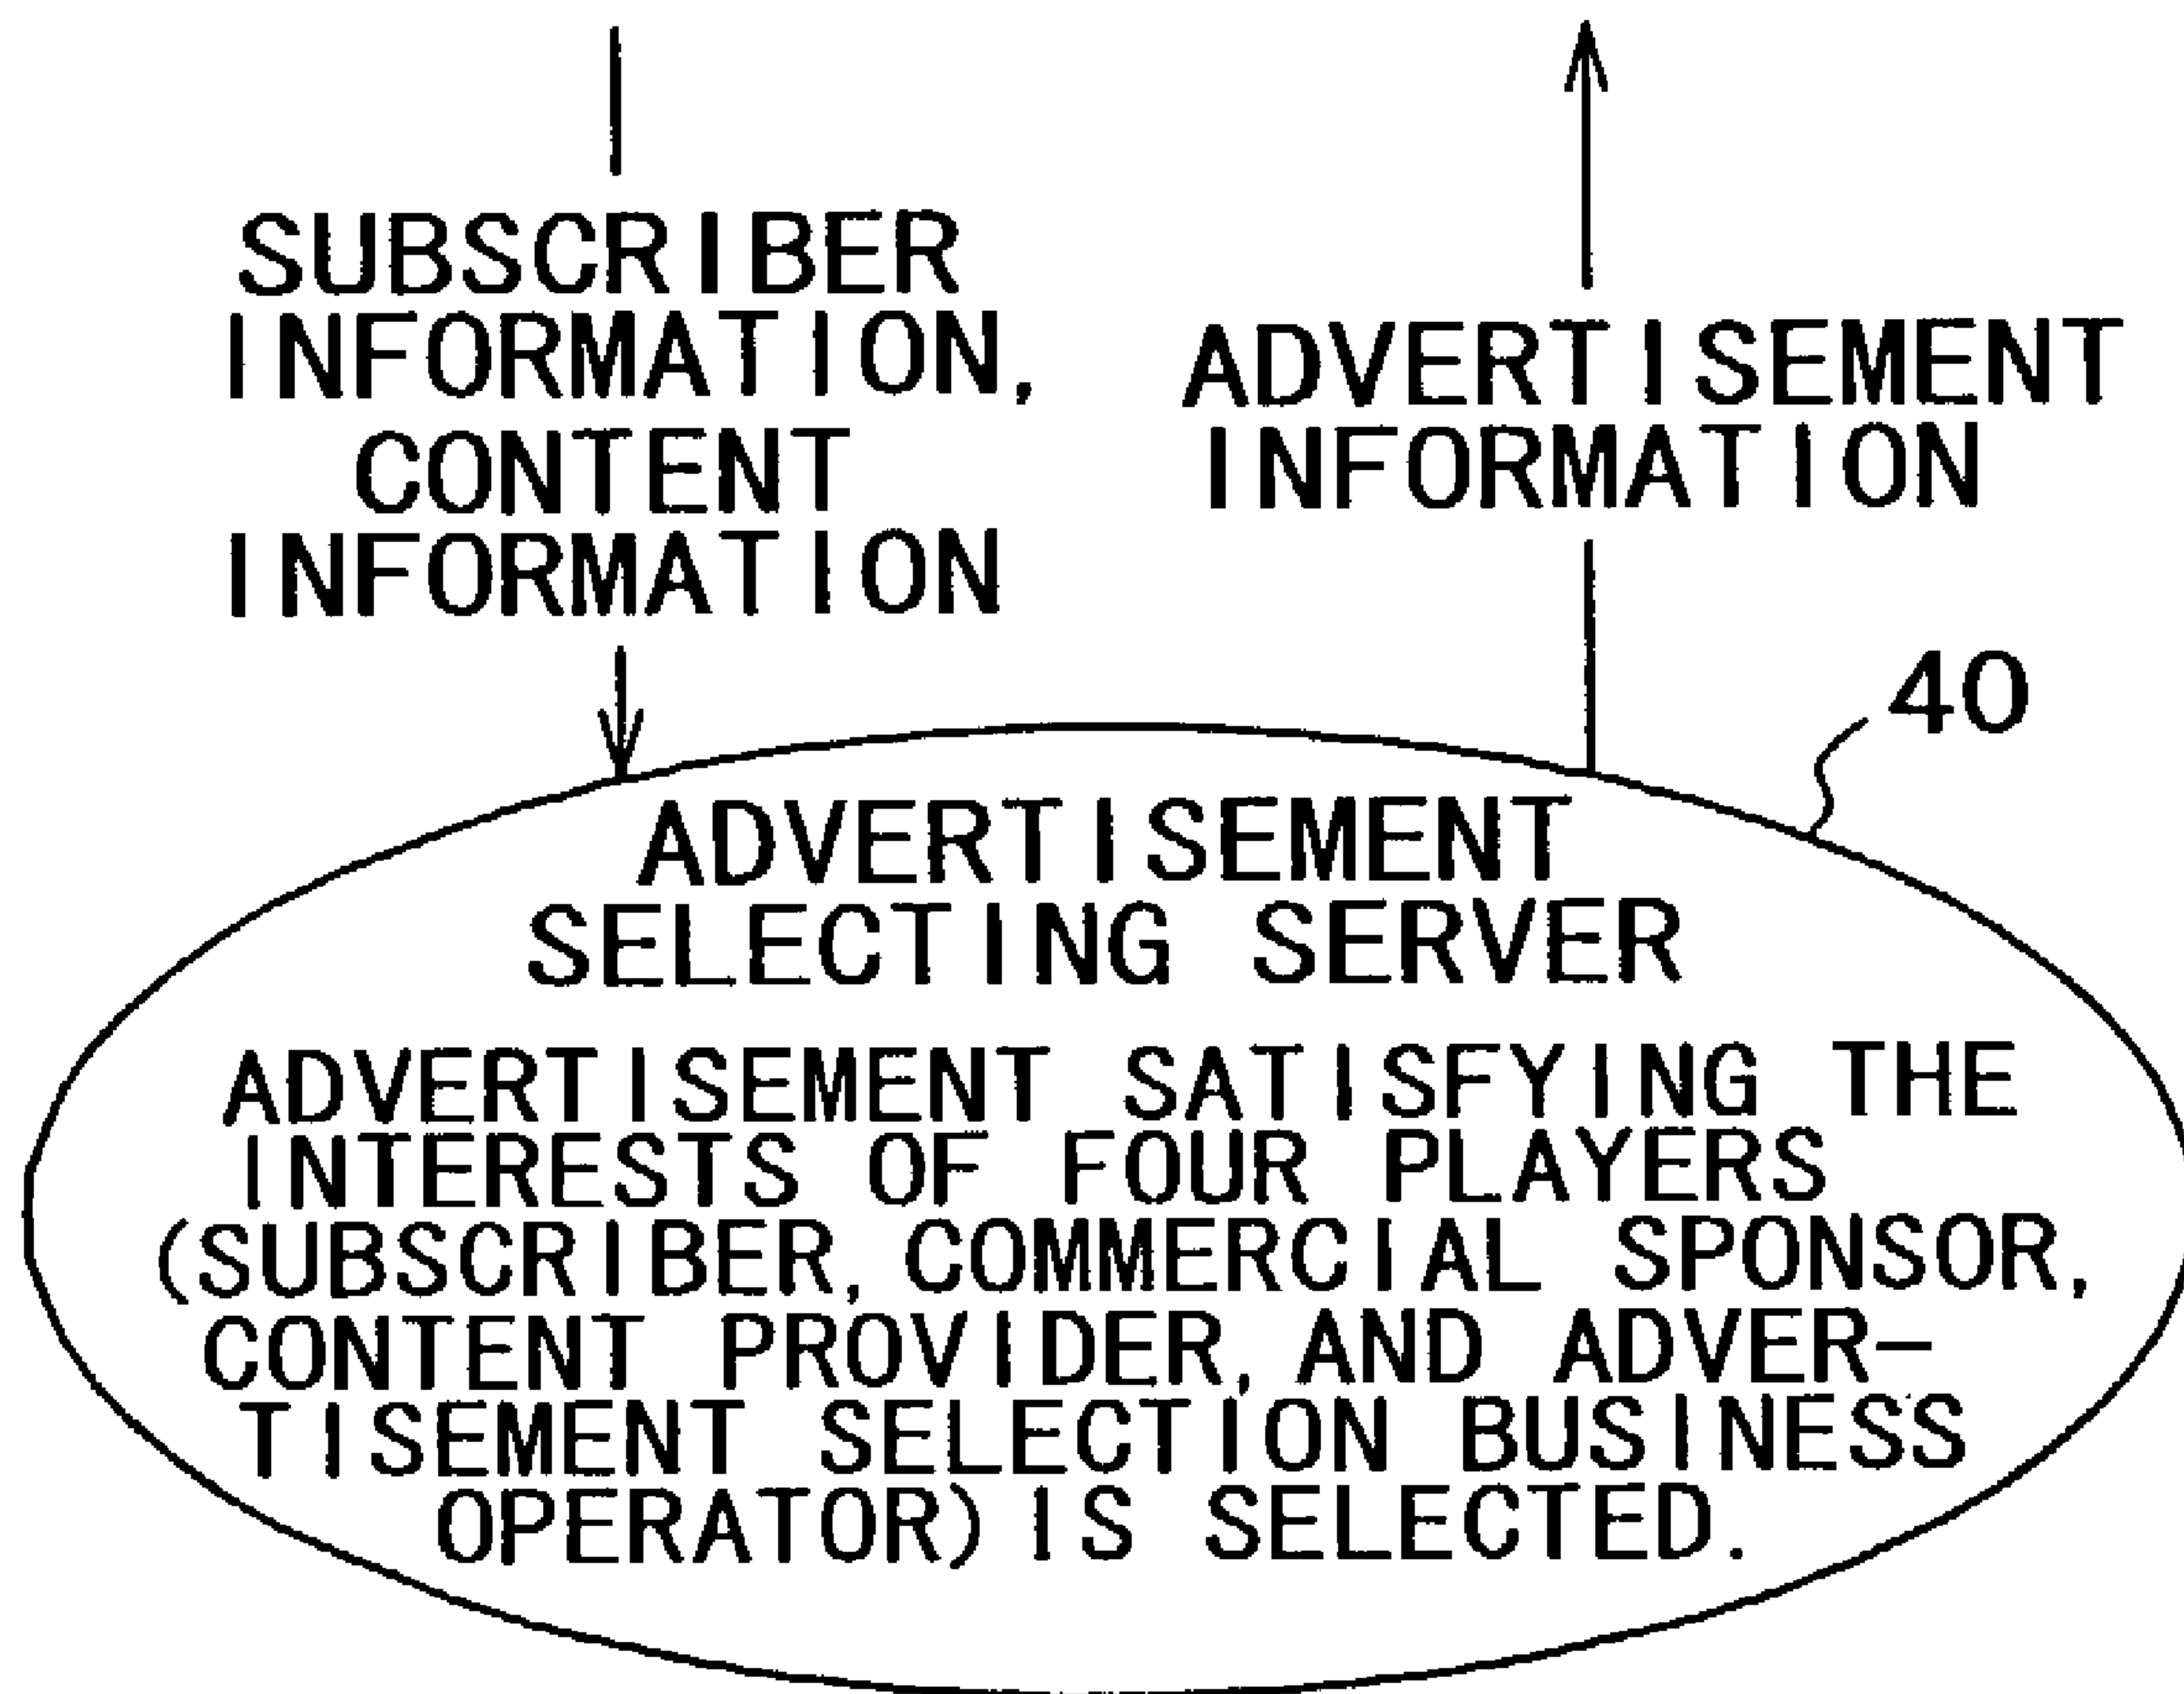 SUBSCRIBER
INFORMATION,
CONTENT
INFORMATION
ADVERTISEMENT
INFORMATION
40
ADVERTISEMENT
SELECTING SERVER
ADVERTISEMENT SATISFYING THE
INTERESTS OF FOUR PLAYERS
(SUBSCRIBER, COMMERCIAL SPONSOR,
CONTENT PROVIDER, AND ADVER-
TISEMENT SELECTION BUSINESS
OPERATOR) IS SELECTED.